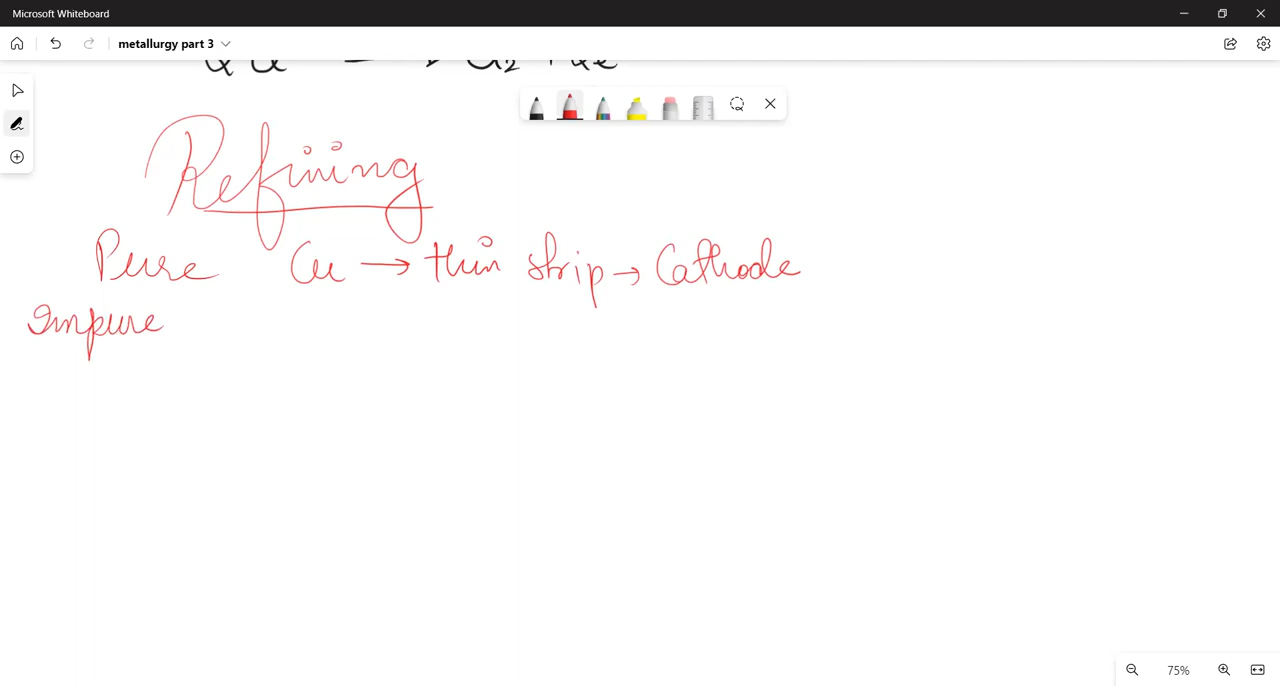 Microsoft Whiteboard
metallurgy part 3
Refining
Pure Cu → thin strip → Cathode
Impure
75%